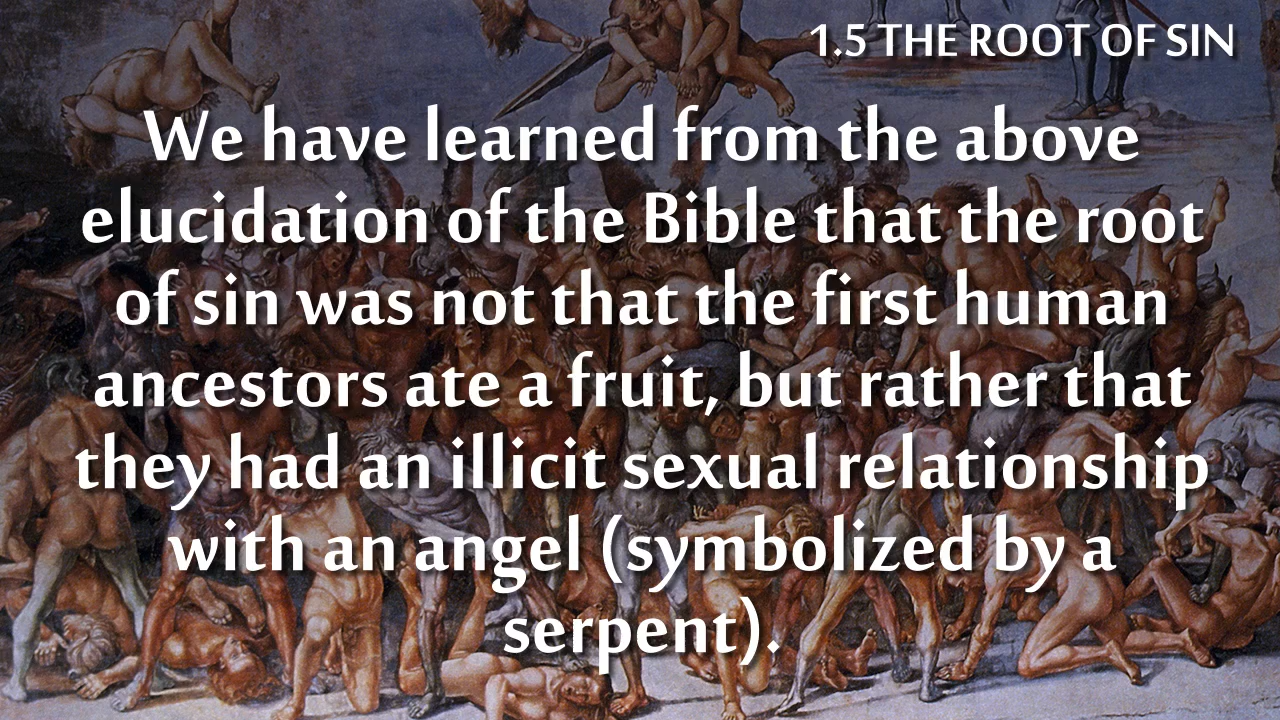 1.5 THE ROOT OF SIN
We have learned from the above
elucidation of the Bible that the root
of sin was not that the first human
ancestors ate a fruit, but rather that
they had an illicit sexual relationship
with an angel (symbolized by a
serpent).